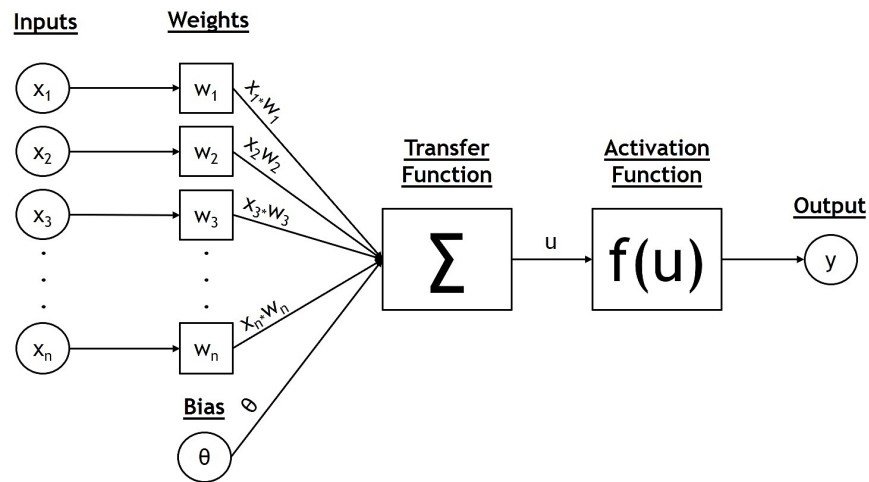 Inputs
Weights
x₁
w₁
x₁*w₁
x₂
w₂
x₂w₂
x₃
w₃
x₃*w₃
xₙ
wₙ
xₙ*wₙ
Bias
θ
θ
Transfer
Function
Σ
u
Activation
Function
f(u)
Output
y